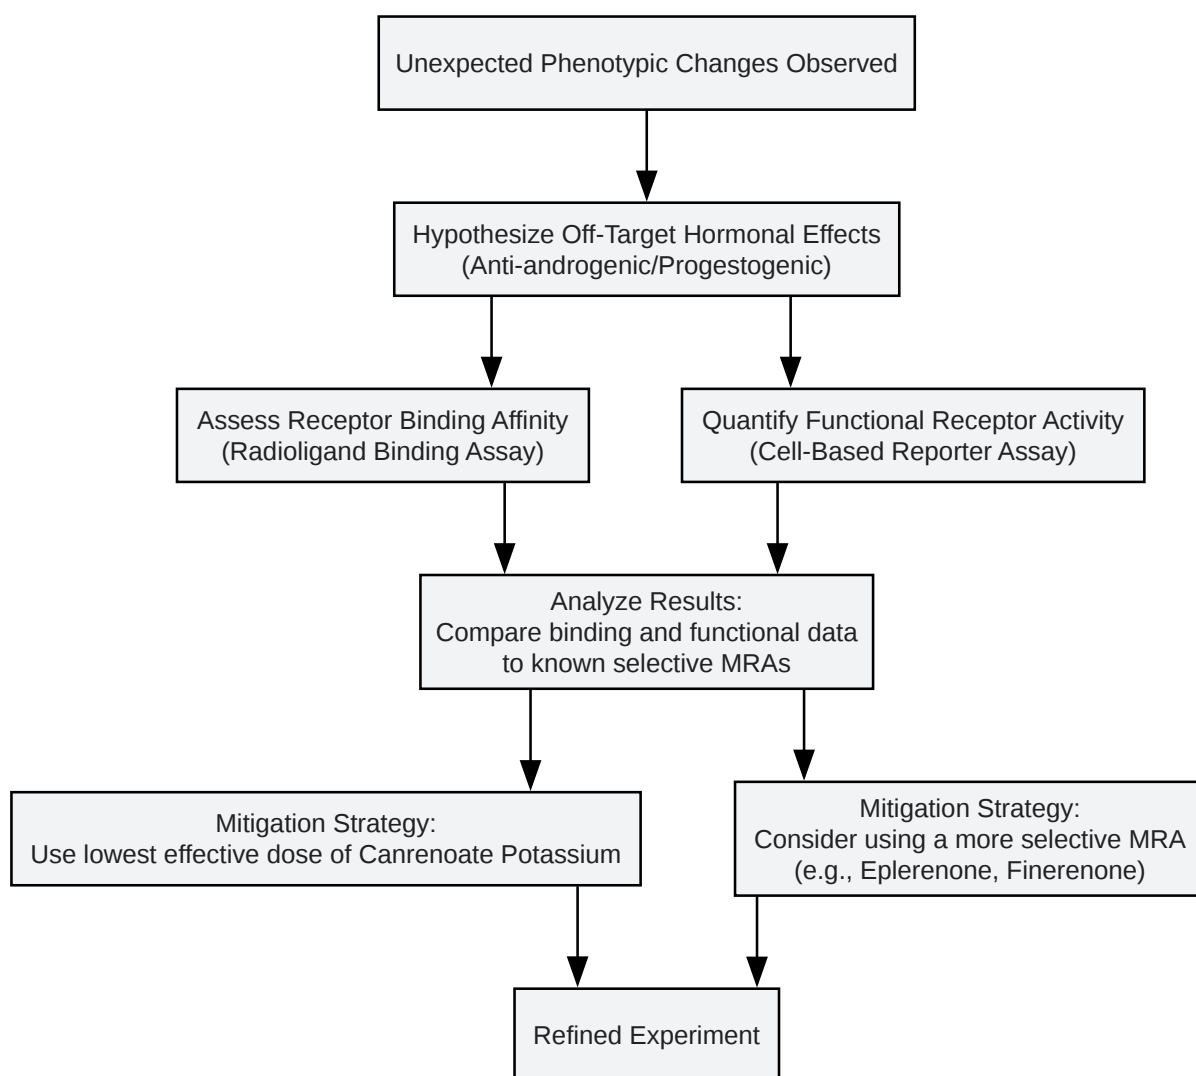 Unexpected Phenotypic Changes Observed
Hypothesize Off-Target Hormonal Effects
(Anti-androgenic/Progestogenic)
Assess Receptor Binding Affinity
(Radioligand Binding Assay)
Quantify Functional Receptor Activity
(Cell-Based Reporter Assay)
Analyze Results:
Compare binding and functional data
to known selective MRAs
Mitigation Strategy:
Use lowest effective dose of Canrenoate Potassium
Mitigation Strategy:
Consider using a more selective MRA
(e.g., Eplerenone, Finerenone)
Refined Experiment